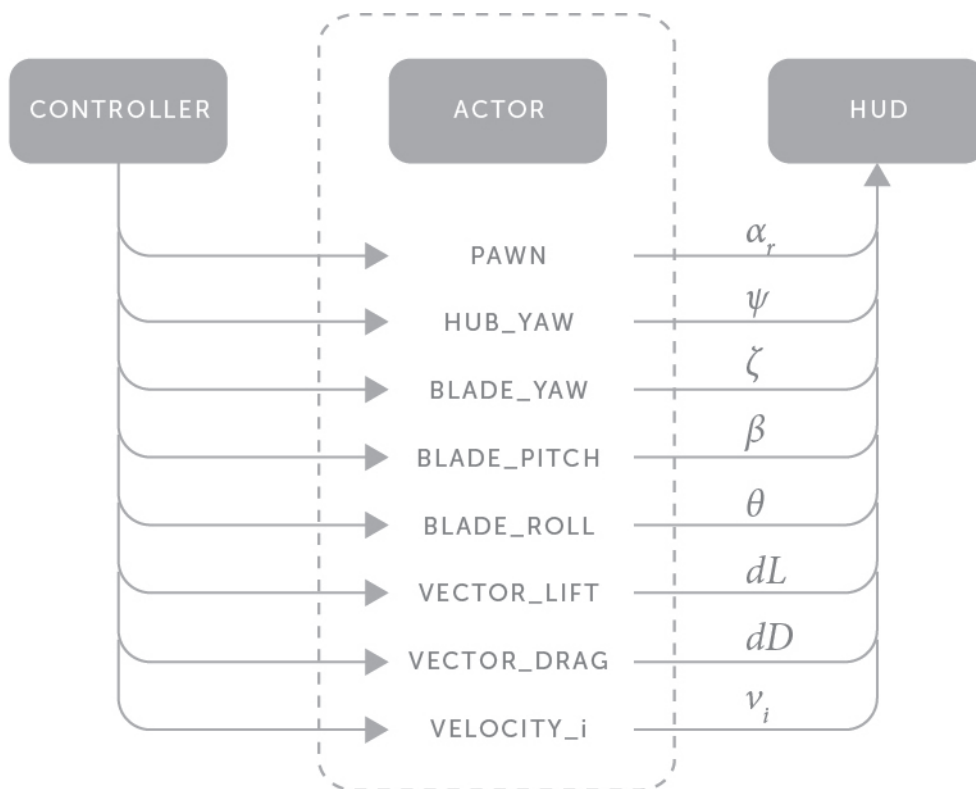 CONTROLLER
ACTOR
HUD
PAWN
α_r
HUB_YAW
ψ
BLADE_YAW
ζ
BLADE_PITCH
β
BLADE_ROLL
θ
VECTOR_LIFT
dL
VECTOR_DRAG
dD
VELOCITY_i
v_i